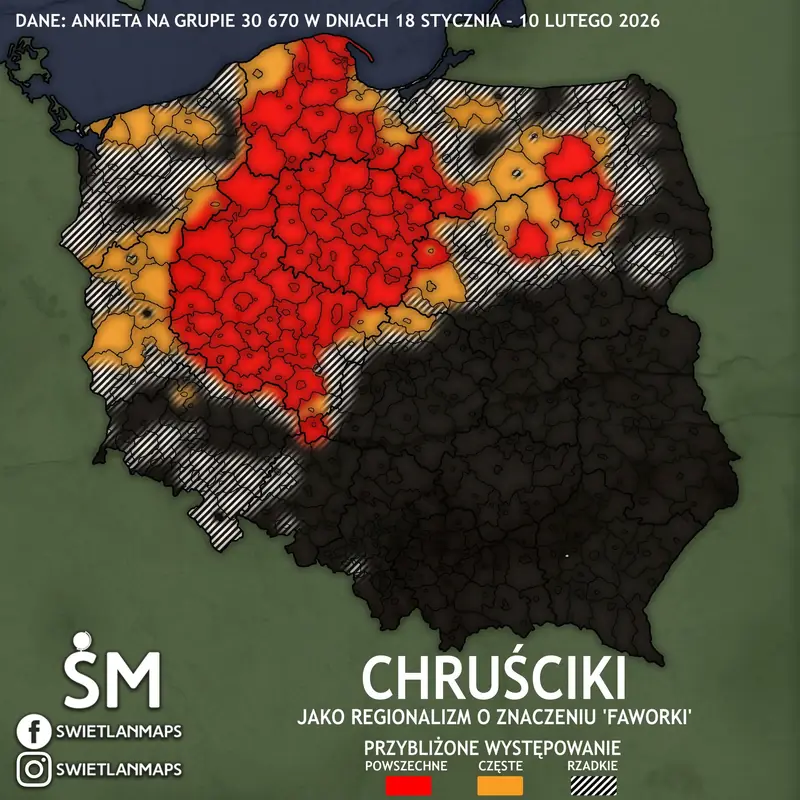 DANE: ANKIETA NA GRUPIE 30 670 W DNIACH 18 STYCZNIA - 10 LUTEGO 2026
ŚM
SWIETLANMAPS
SWIETLANMAPS
CHRUŚCIKI
JAKO REGIONALIZM O ZNACZENIU 'FAWORKI'
PRZYBLIŻONE WYSTĘPOWANIE
POWSZECHNE CZĘSTE RZADKIE